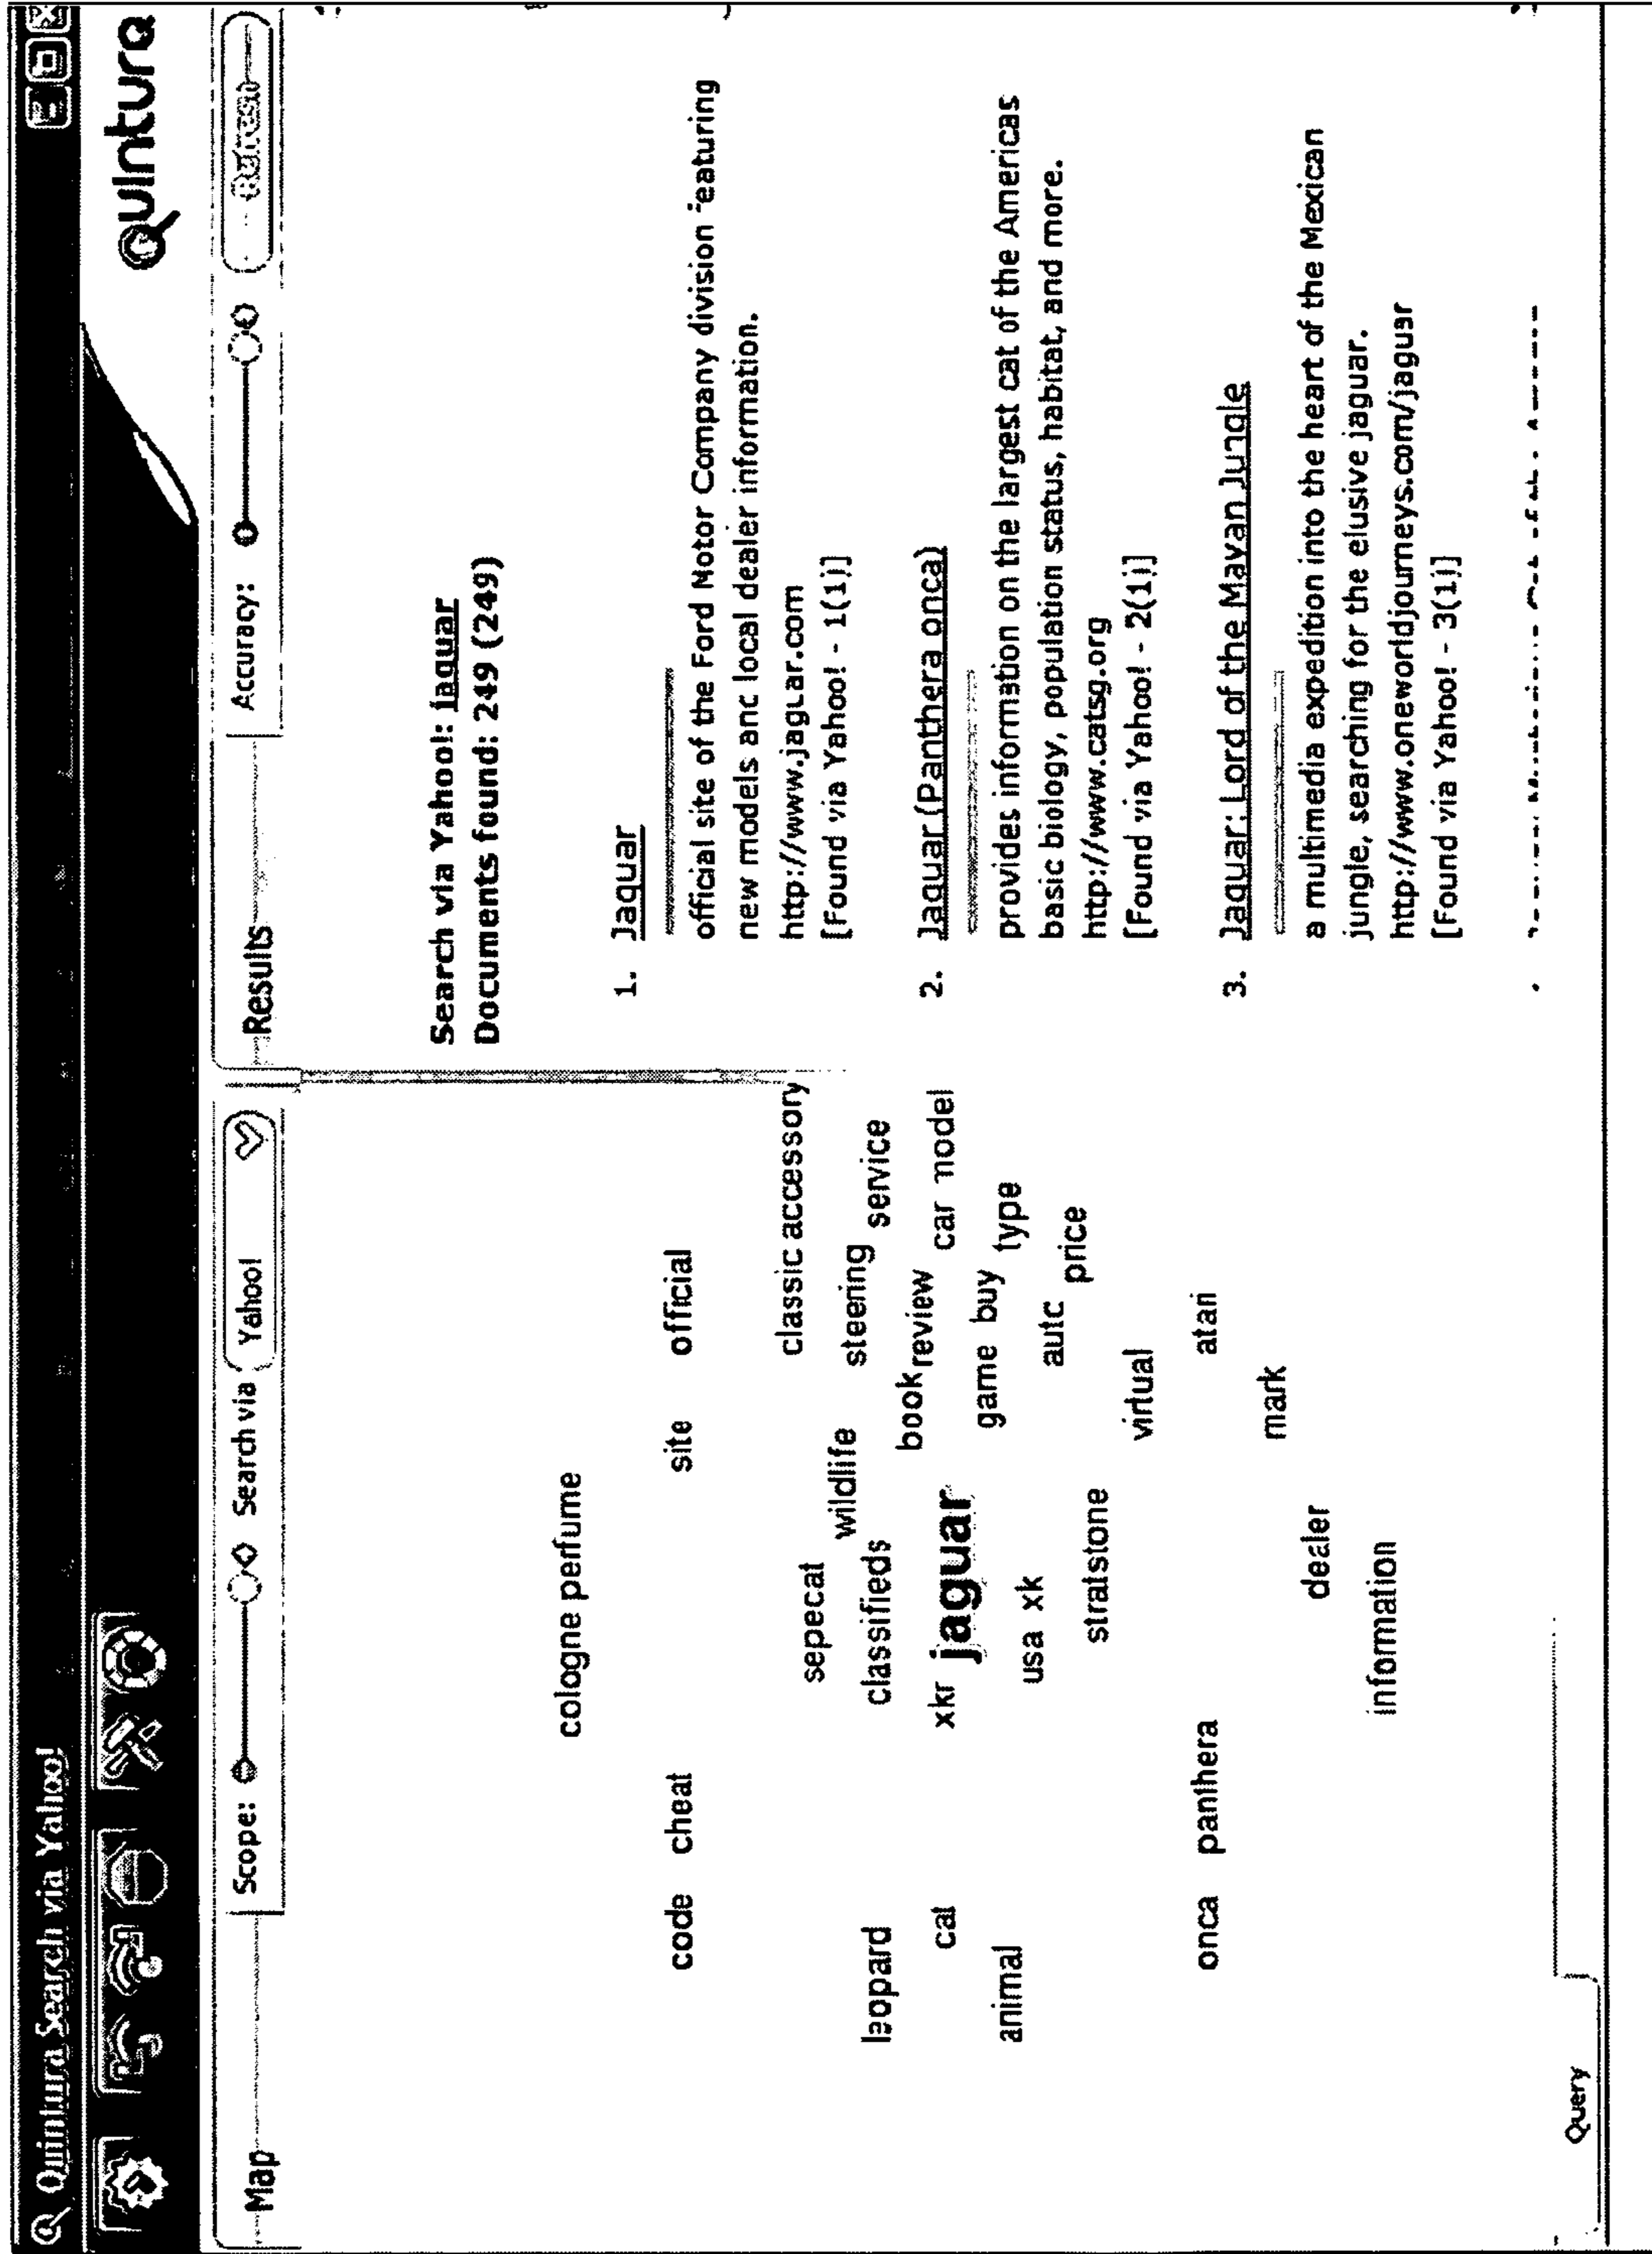 Quintura Search via Yahoo!
Quintura
Map
Scope:
Search via
Yahoo!
Results
Accuracy:
Refresh
cologne perfume
code cheat
site official
sepecat
classic accessory
wildlife
leopard
classifieds
steering
service
book review
cat
xkr
jaguar
car model
animal
usa xk
game buy type
stratstone
auto
price
virtual
onca panthera
atari
mark
dealer
information
Query
Search via Yahoo!: jaguar
Documents found: 249 (249)
1. Jaguar
official site of the Ford Motor Company division featuring
new models anc local dealer information.
http://www.jaguar.com
[Found via Yahoo! - 1(1)]
2. Jaguar (Panthera onca)
provides information on the largest cat of the Americas
basic biology, population status, habitat, and more.
http://www.catsg.org
[Found via Yahoo! - 2(1)]
3. Jaguar: Lord of the Mayan Jungle
a multimedia expedition into the heart of the Mexican
jungle, searching for the elusive jaguar.
http://www.oneworldjourneys.com/jaguar
[Found via Yahoo! - 3(1)]